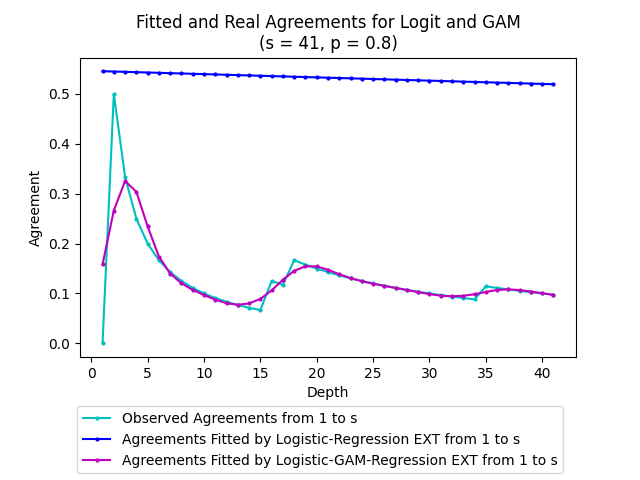 Fitted and Real Agreements for Logit and GAM
(s = 41, p = 0.8)
Agreement
0.5
0.4
0.3
0.2
0.1
0.0
0 5 10 15 20 25 30 35 40
Depth
Observed Agreements from 1 to s
Agreements Fitted by Logistic-Regression EXT from 1 to s
Agreements Fitted by Logistic-GAM-Regression EXT from 1 to s